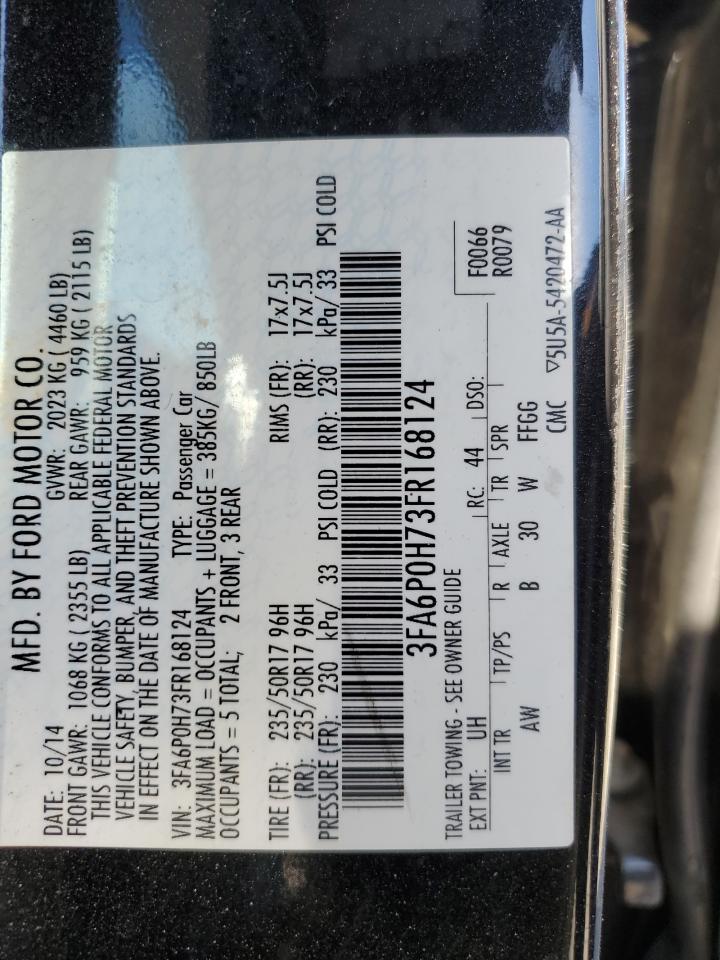 MFD. BY FORD MOTOR CO.
DATE: 10/14 GVWR: 2023 KG ( 4460 LB)
FRONT GAWR: 1068 KG ( 2355 LB) REAR GAWR: 959 KG ( 2115 LB)
THIS VEHICLE CONFORMS TO ALL APPLICABLE FEDERAL MOTOR
VEHICLE SAFETY, BUMPER, AND THEFT PREVENTION STANDARDS
IN EFFECT ON THE DATE OF MANUFACTURE SHOWN ABOVE.
VIN: 3FA6P0H73FR168124 TYPE: Passenger Car
MAXIMUM LOAD = OCCUPANTS + LUGGAGE = 385KG/ 850LB
OCCUPANTS = 5 TOTAL; 2 FRONT, 3 REAR
TIRE (FR): 235/50R17 96H RIMS (FR): 17x7.5J
(RR): 235/50R17 96H (RR): 17x7.5J
PRESSURE (FR): 230 kPa/ 33 PSI COLD (RR): 230 kPa/ 33 PSI COLD
3FA6P0H73FR168124
TRAILER TOWING - SEE OWNER GUIDE F0066
EXT PNT: UH RC: 44 DSO: R0079
INT TR TP/PS R AXLE TR SPR
AW B 30 W FFGG
CMC ▽5U5A-5420472-AA